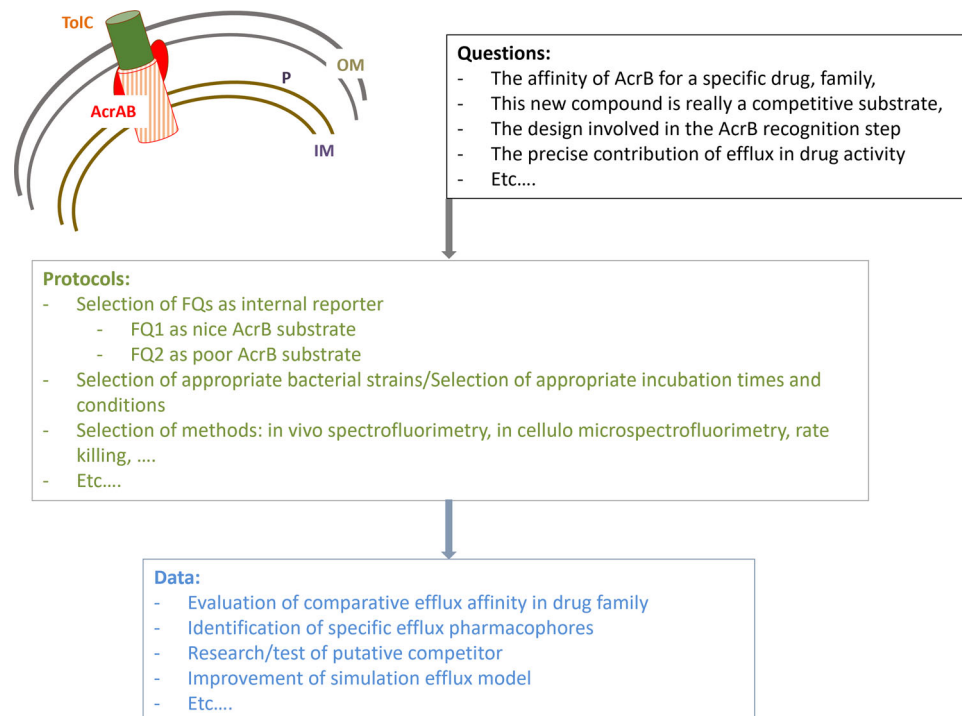 TolC
OM
P
AcrAB
IM
Questions:
- The affinity of AcrB for a specific drug, family,
- This new compound is really a competitive substrate,
- The design involved in the AcrB recognition step
- The precise contribution of efflux in drug activity
- Etc....
Protocols:
- Selection of FQs as internal reporter
- FQ1 as nice AcrB substrate
- FQ2 as poor AcrB substrate
- Selection of appropriate bacterial strains/Selection of appropriate incubation times and
conditions
- Selection of methods: in vivo spectrofluorimetry, in cellulo microspectrofluorimetry, rate
killing, ....
- Etc....
Data:
- Evaluation of comparative efflux affinity in drug family
- Identification of specific efflux pharmacophores
- Research/test of putative competitor
- Improvement of simulation efflux model
- Etc....